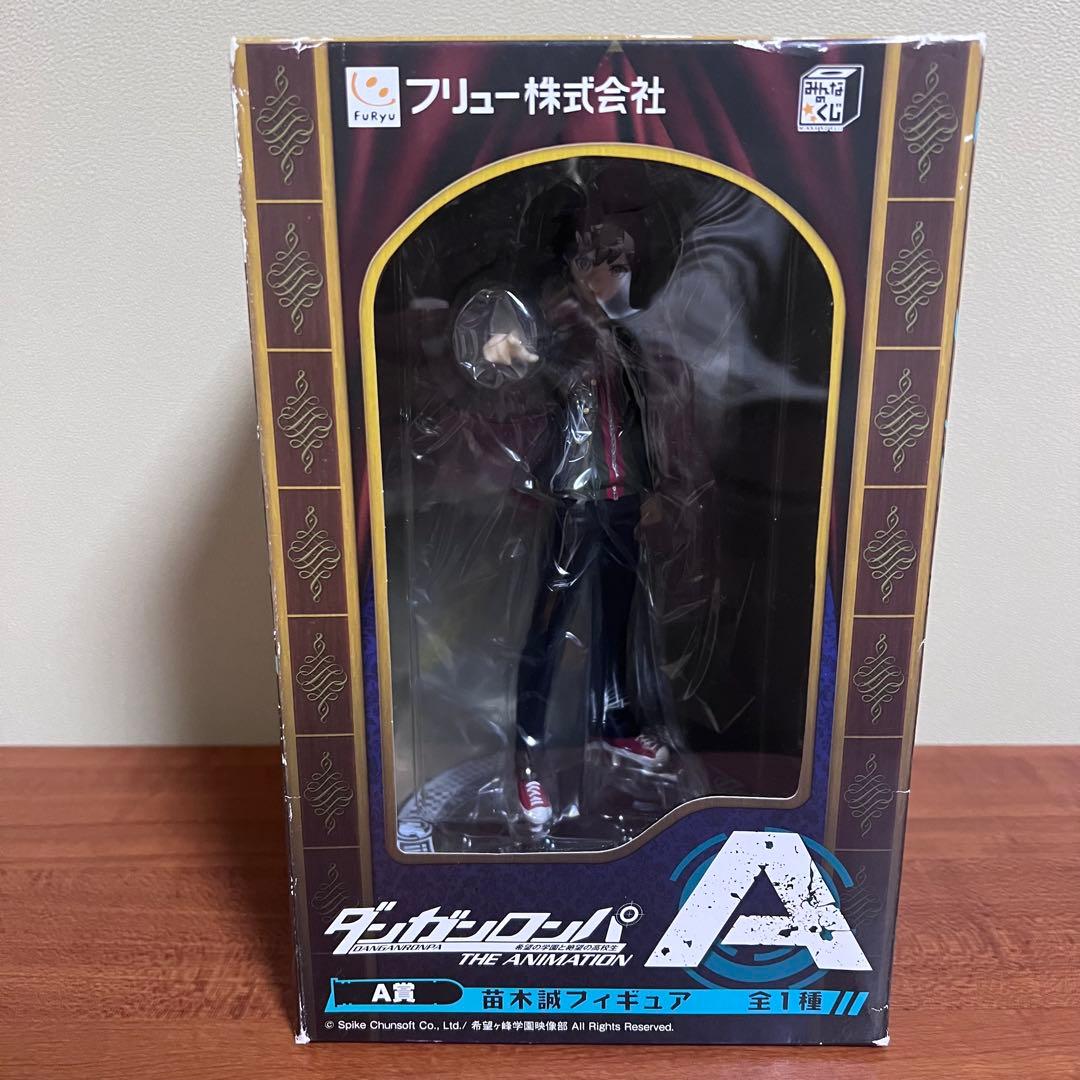 FuRyu
フリュー株式会社
みんな
の
くじ
ダンガンロンパ
DANGANRONPA
希望の学園と絶望の高校生
THE ANIMATION
A
A賞
苗木誠フィギュア 全1種
© Spike Chunsoft Co., Ltd./ 希望ヶ峰学園映像部 All Rights Reserved.